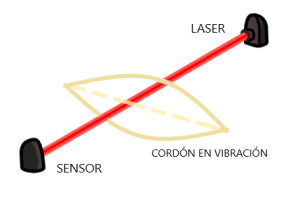 LASER
CORDÓN EN VIBRACIÓN
SENSOR